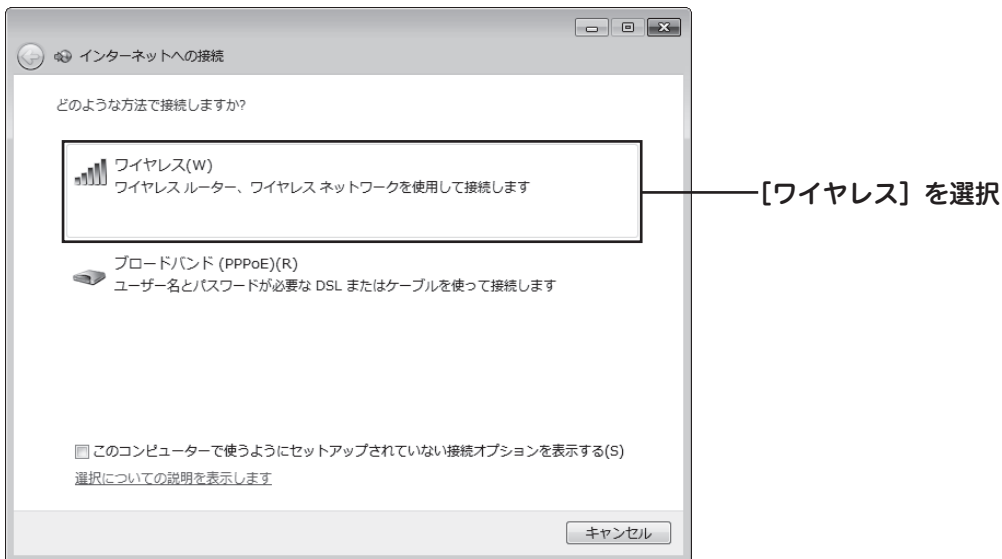 インターネットへの接続
どのような方法で接続しますか?
ワイヤレス(W)
ワイヤレス ルーター、ワイヤレス ネットワークを使用して接続します
[ワイヤレス] を選択
ブロードバンド (PPPoE)(R)
ユーザー名とパスワードが必要な DSL またはケーブルを使って接続します
このコンピューターで使うようにセットアップされていない接続オプションを表示する(S)
選択についての説明を表示します
キャンセル